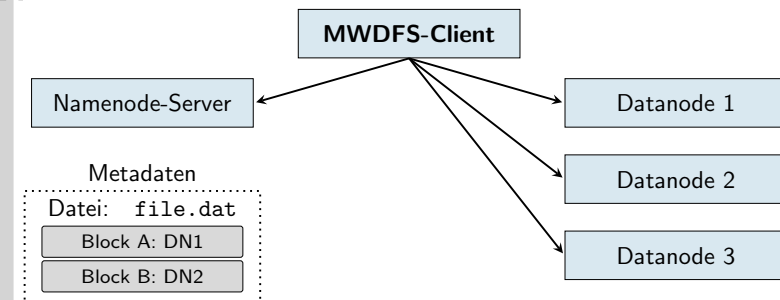 MWDFS-Client
Namenode-Server
Datanode 1
Datanode 2
Datanode 3
Metadaten
Datei: file.dat
Block A: DN1
Block B: DN2